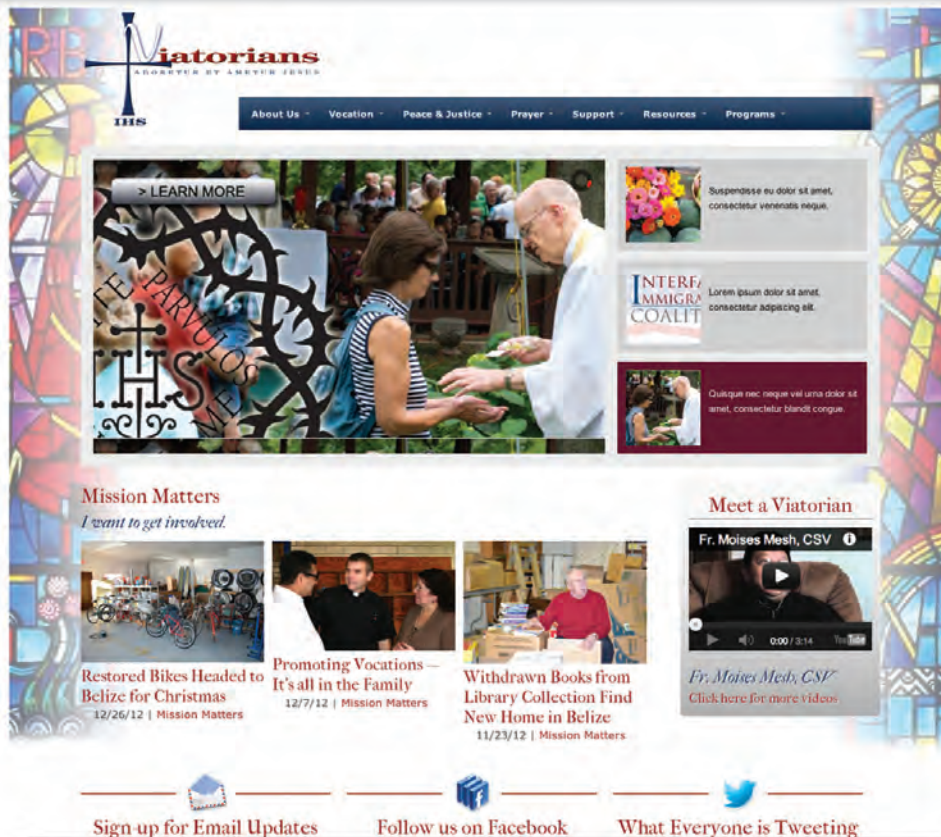 Viatorians
ADORETUR ET AMETUR JESUS
IHS
About Us
Vocation
Peace & Justice
Prayer
Support
Resources
Programs
> LEARN MORE
PARVULOS
IHS
Suspendisse eu dolor sit amet,
consectetur venenatis neque.
INTERFA
IMMIGRA
COALIT
Lorem ipsum dolor sit amet,
consectetur adipiscing elit.
Quisque nec neque vel urna dolor sit
amet, consectetur blandit congue.
Mission Matters
I want to get involved.
Restored Bikes Headed to
Belize for Christmas
12/26/12 | Mission Matters
Promoting Vocations —
It's all in the Family
12/7/12 | Mission Matters
Withdrawn Books from
Library Collection Find
New Home in Belize
11/23/12 | Mission Matters
Meet a Viatorian
Fr. Moises Mesh, CSV
0:00 / 3:14 YouTube
Fr. Moises Mesh, CSV
Click here for more videos
Sign-up for Email Updates
Follow us on Facebook
What Everyone is Tweeting